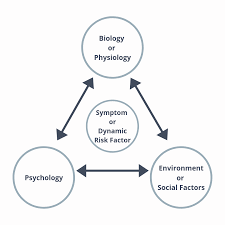 Biology
or
Physiology
Symptom
or
Dynamic
Risk Factor
Psychology
Environment
or
Social Factors